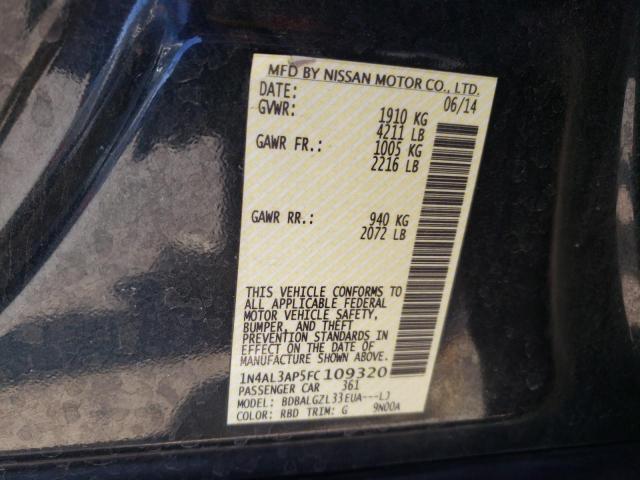 MFD BY NISSAN MOTOR CO., LTD.
DATE: 06/14
GVWR: 1910 KG
4211 LB
GAWR FR.: 1005 KG
2216 LB
GAWR RR.: 940 KG
2072 LB
THIS VEHICLE CONFORMS TO
ALL APPLICABLE FEDERAL
MOTOR VEHICLE SAFETY,
BUMPER, AND THEFT
PREVENTION STANDARDS
IN EFFECT ON THE DATE OF
MANUFACTURE SHOWN ABOVE.
1N4AL3AP5FC 109320
PASSENGER CAR 361
MODEL: BDBALGZL33EUA---LJ
COLOR: RBD TRIM: G 9N00A